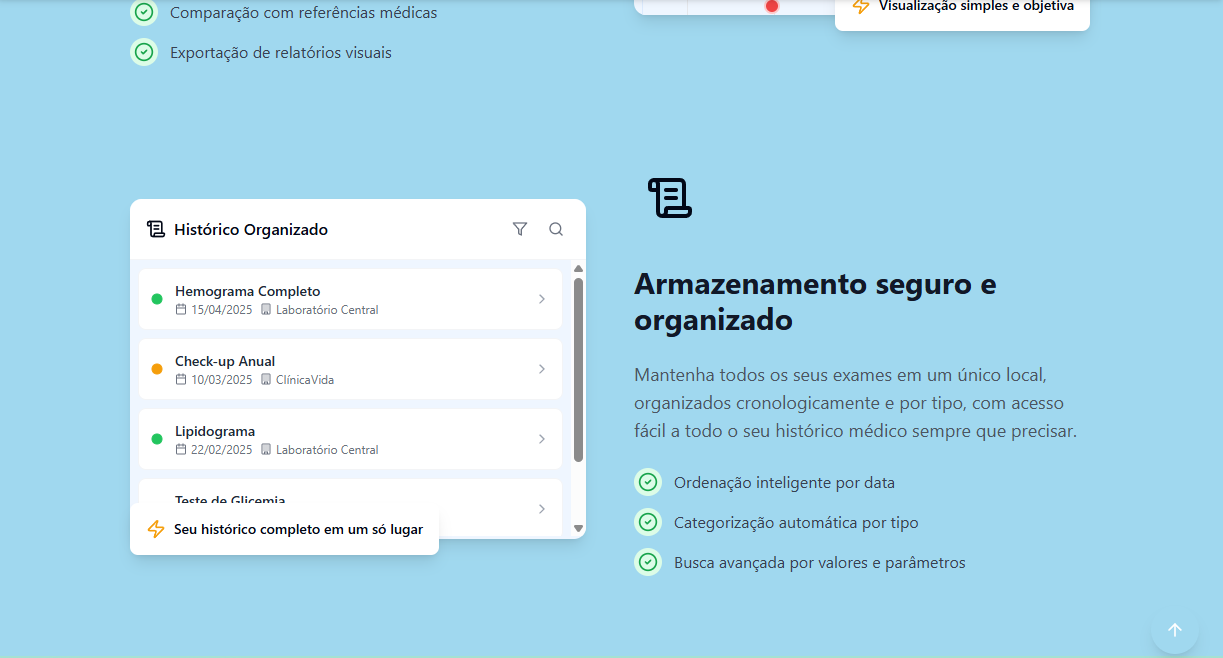 Comparação com referências médicas
Exportação de relatórios visuais
Visualização simples e objetiva
Histórico Organizado
Hemograma Completo
15/04/2025 Laboratório Central
Check-up Anual
10/03/2025 ClínicaVida
Lipidograma
22/02/2025 Laboratório Central
Teste de Glicemia
Seu histórico completo em um só lugar
Armazenamento seguro e
organizado
Mantenha todos os seus exames em um único local,
organizados cronologicamente e por tipo, com acesso
fácil a todo o seu histórico médico sempre que precisar.
Ordenação inteligente por data
Categorização automática por tipo
Busca avançada por valores e parâmetros